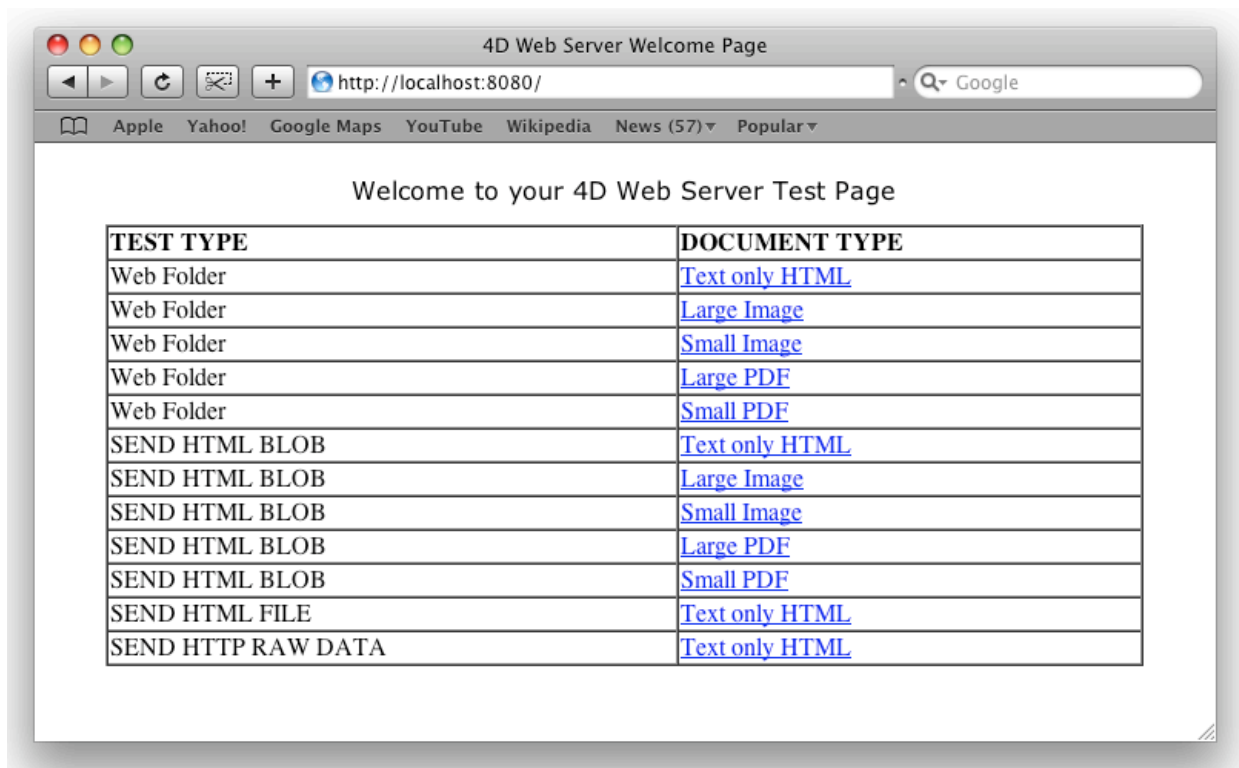 4D Web Server Welcome Page
http://localhost:8080/ Google
Apple Yahoo! Google Maps YouTube Wikipedia News (57) Popular
Welcome to your 4D Web Server Test Page
TEST TYPE DOCUMENT TYPE
Web Folder Text only HTML
Web Folder Large Image
Web Folder Small Image
Web Folder Large PDF
Web Folder Small PDF
SEND HTML BLOB Text only HTML
SEND HTML BLOB Large Image
SEND HTML BLOB Small Image
SEND HTML BLOB Large PDF
SEND HTML BLOB Small PDF
SEND HTML FILE Text only HTML
SEND HTTP RAW DATA Text only HTML